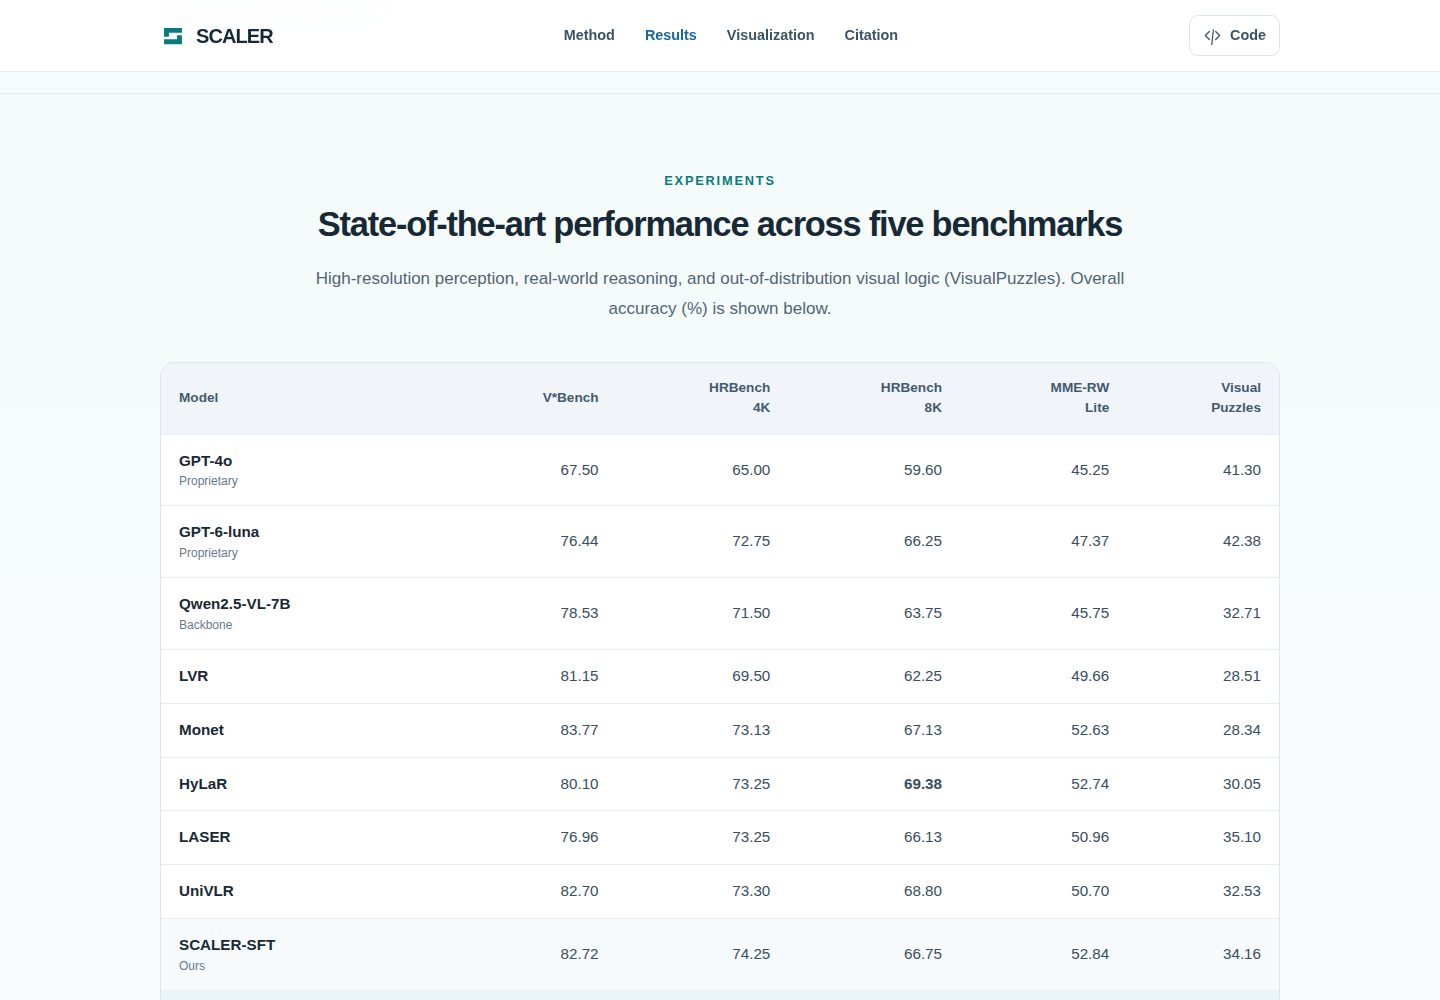 SCALER
Method Results Visualization Citation
Code
EXPERIMENTS
State-of-the-art performance across five benchmarks
High-resolution perception, real-world reasoning, and out-of-distribution visual logic (VisualPuzzles). Overall
accuracy (%) is shown below.
Model V*Bench HRBench 4K HRBench 8K MME-RW Lite Visual Puzzles
GPT-4o 67.50 65.00 59.60 45.25 41.30
Proprietary
GPT-6-luna 76.44 72.75 66.25 47.37 42.38
Proprietary
Qwen2.5-VL-7B 78.53 71.50 63.75 45.75 32.71
Backbone
LVR 81.15 69.50 62.25 49.66 28.51
Monet 83.77 73.13 67.13 52.63 28.34
HyLaR 80.10 73.25 69.38 52.74 30.05
LASER 76.96 73.25 66.13 50.96 35.10
UniVLR 82.70 73.30 68.80 50.70 32.53
SCALER-SFT 82.72 74.25 66.75 52.84 34.16
Ours